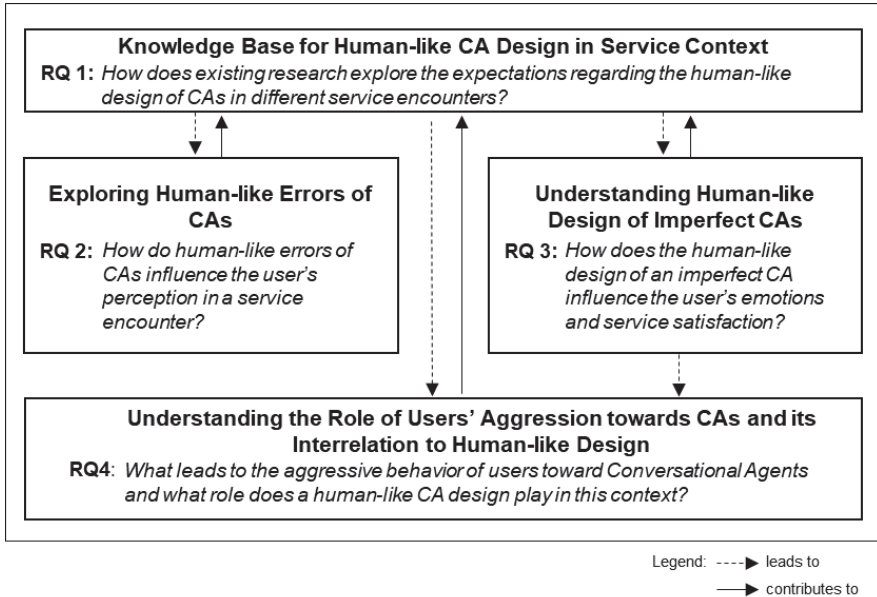 Knowledge Base for Human-like CA Design in Service Context
RQ 1: How does existing research explore the expectations regarding the human-like
design of CAs in different service encounters?
Exploring Human-like Errors of
CAs
RQ 2: How do human-like errors of
CAs influence the user's
perception in a service
encounter?
Understanding Human-like
Design of Imperfect CAs
RQ 3: How does the human-like
design of an imperfect CA
influence the user's emotions
and service satisfaction?
Understanding the Role of Users' Aggression towards CAs and its
Interrelation to Human-like Design
RQ4: What leads to the aggressive behavior of users toward Conversational Agents
and what role does a human-like CA design play in this context?
Legend: leads to
contributes to